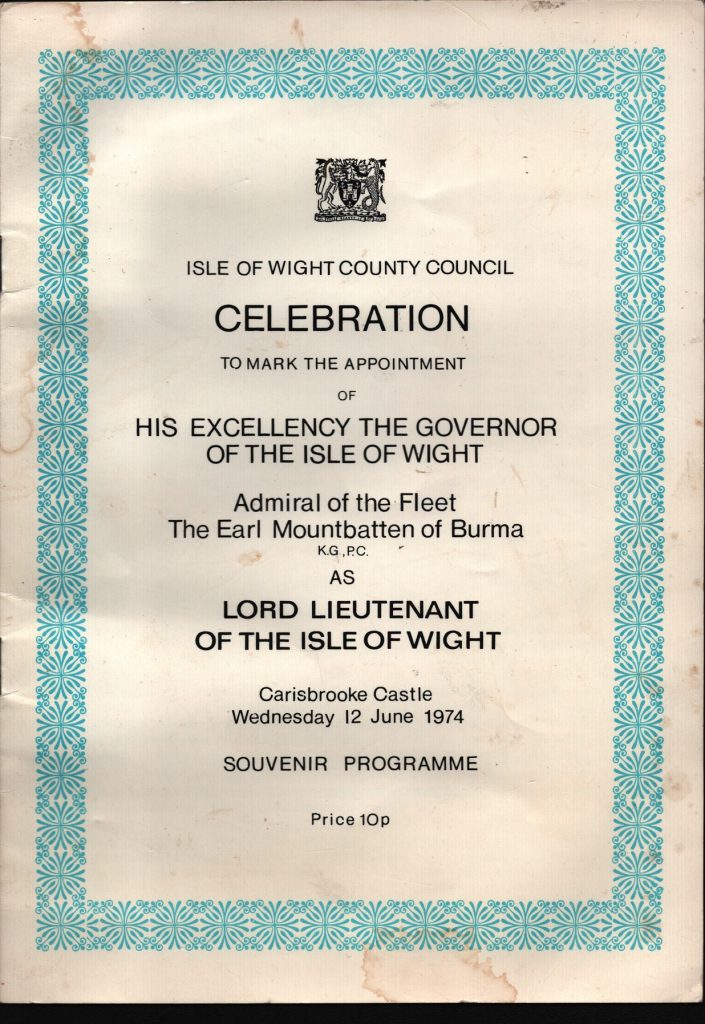 ISLE OF WIGHT COUNTY COUNCIL
CELEBRATION
TO MARK THE APPOINTMENT
OF
HIS EXCELLENCY THE GOVERNOR
OF THE ISLE OF WIGHT
Admiral of the Fleet
The Earl Mountbatten of Burma
K.G.,P.C.
AS
LORD LIEUTENANT
OF THE ISLE OF WIGHT
Carisbrooke Castle
Wednesday 12 June 1974
SOUVENIR PROGRAMME
Price 10p